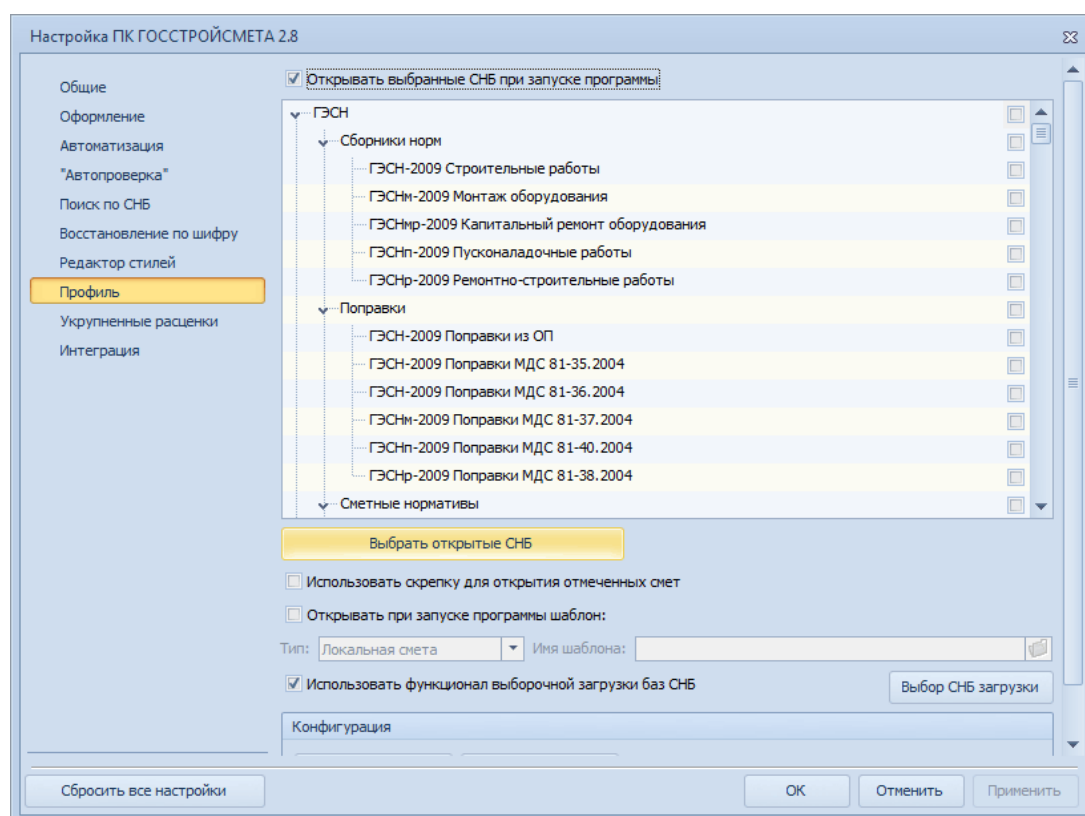 Настройка ПК ГОССТРОЙСМЕТА 2.8
Общие
Оформление
Автоматизация
"Автопроверка"
Поиск по СНБ
Восстановление по шифру
Редактор стилей
Профиль
Укрупненные расценки
Интеграция
Открывать выбранные СНБ при запуске программы
ГЭСН
Сборники норм
ГЭСН-2009 Строительные работы
ГЭСНм-2009 Монтаж оборудования
ГЭСНмр-2009 Капитальный ремонт оборудования
ГЭСНп-2009 Пусконаладочные работы
ГЭСНр-2009 Ремонтно-строительные работы
Поправки
ГЭСН-2009 Поправки из ОП
ГЭСН-2009 Поправки МДС 81-35.2004
ГЭСН-2009 Поправки МДС 81-36.2004
ГЭСНм-2009 Поправки МДС 81-37.2004
ГЭСНп-2009 Поправки МДС 81-40.2004
ГЭСНр-2009 Поправки МДС 81-38.2004
Сметные нормативы
Выбрать открытые СНБ
Использовать скрепку для открытия отмеченных смет
Открывать при запуске программы шаблон:
Тип: Локальная смета Имя шаблона:
Использовать функционал выборочной загрузки баз СНБ Выбор СНБ загрузки
Конфигурация
Сбросить все настройки OK Отменить Применить